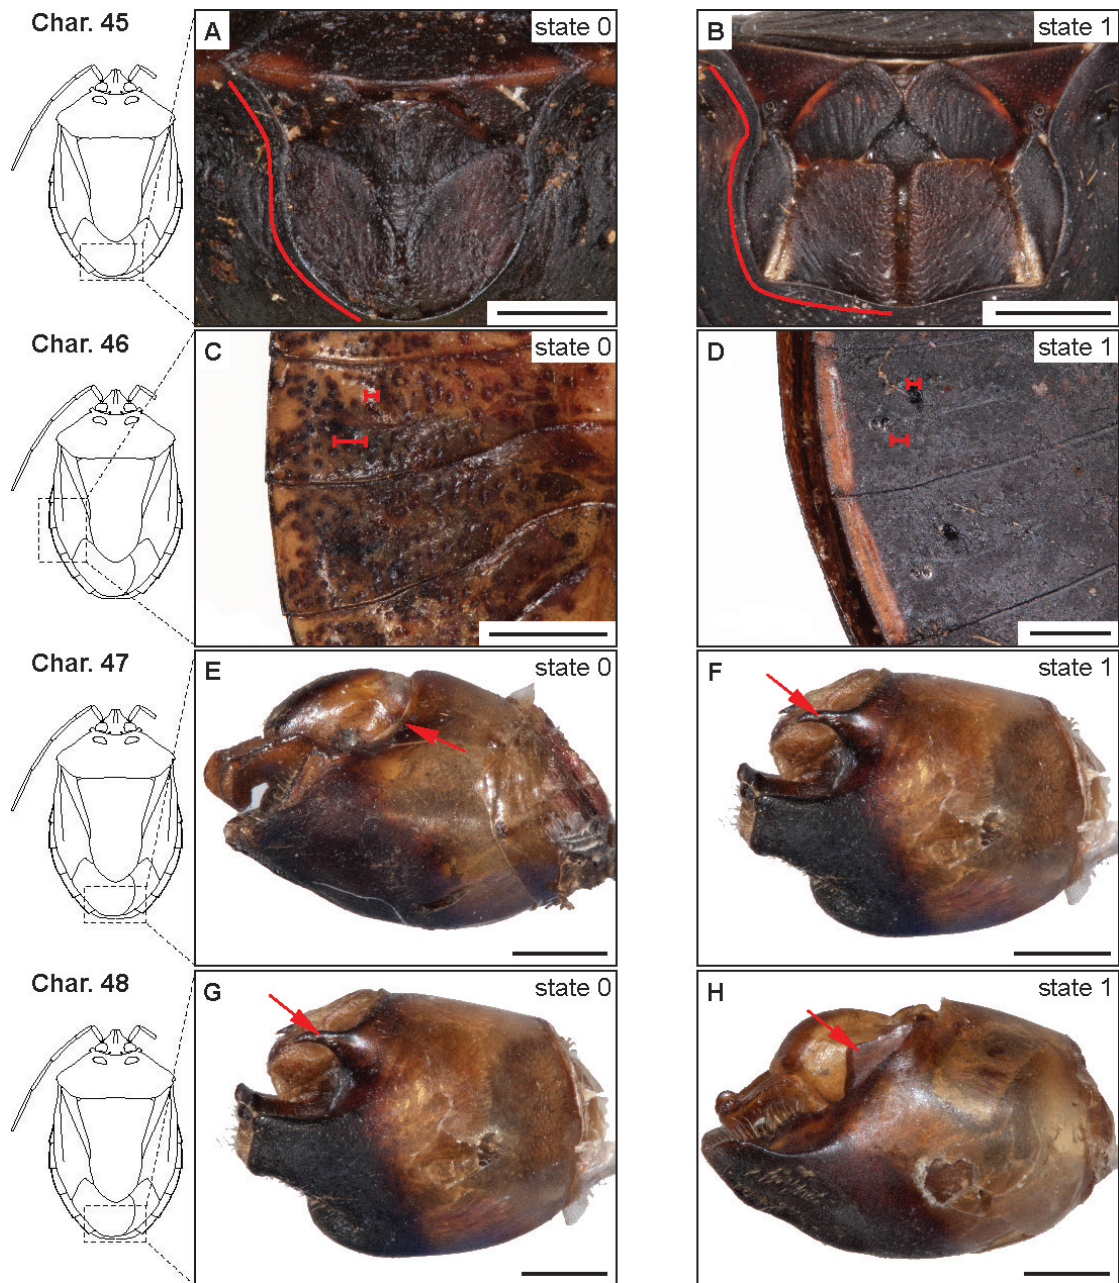 Char. 45
A
state 0
B
state 1
Char. 46
C
state 0
D
state 1
Char. 47
E
state 0
F
state 1
Char. 48
G
state 0
H
state 1